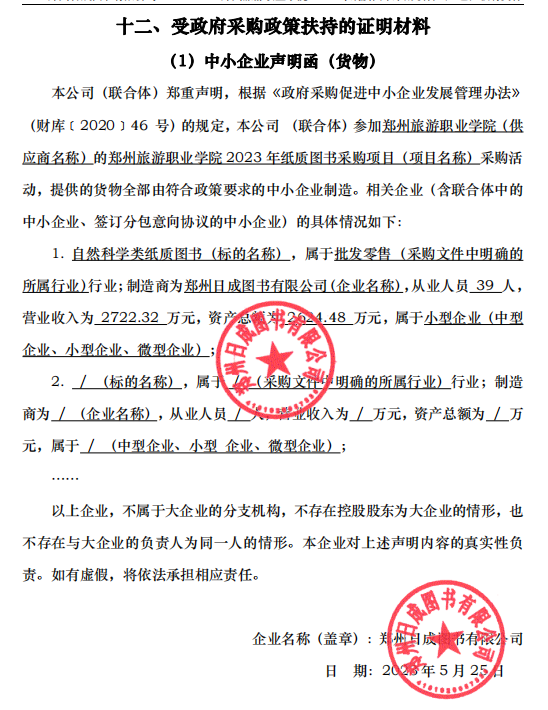 十二、受政府采购政策扶持的证明材料
（1）中小企业声明函（货物）
本公司（联合体）郑重声明，根据《政府采购促进中小企业发展管理办法》
（财库﹝2020﹞46 号）的规定，本公司 （联合体）参加郑州旅游职业学院（供
应商名称）的郑州旅游职业学院 2023 年纸质图书采购项目（项目名称）采购活
动，提供的货物全部由符合政策要求的中小企业制造。相关企业（含联合体中的
中小企业、签订分包意向协议的中小企业）的具体情况如下：
1. 自然科学类纸质图书（标的名称），属于批发零售（采购文件中明确的
所属行业)行业；制造商为郑州日成图书有限公司(企业名称)，从业人员 39 人，
营业收入为 2722.32 万元，资产总额为 2624.48 万元，属于小型企业（中型
企业、小型企业、微型企业）；
2. / （标的名称），属于 / （采购文件中明确的所属行业）行业；制造
商为 / （企业名称），从业人员 / 人，营业收入为 / 万元，资产总额为 / 万
元，属于 / （中型企业、小型 企业、微型企业）；
……
以上企业，不属于大企业的分支机构，不存在控股股东为大企业的情形，也
不存在与大企业的负责人为同一人的情形。本企业对上述声明内容的真实性负
责。如有虚假，将依法承担相应责任。
企业名称（盖章）：郑州日成图书有限公司
日 期：2023 年 5 月 25 日
郑州日成图书有限公司
郑州日成图书有限公司